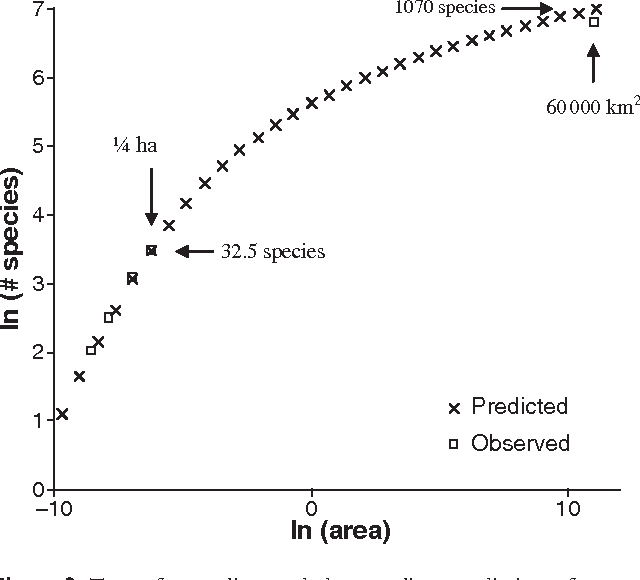 7
1070 species
6
60 000 km²
5
¼ ha
4
32.5 species
3
2
1
0
ln (# species)
Predicted
Observed
−10
0
10
ln (area)